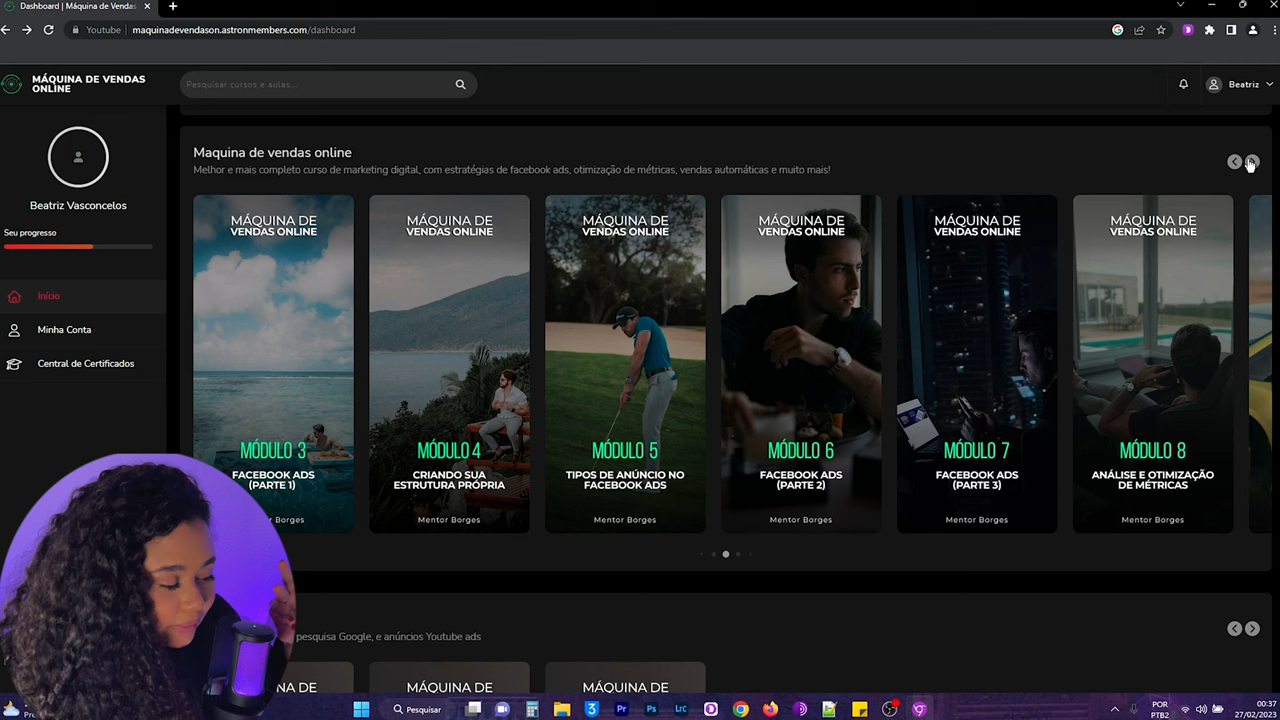 Dashboard | Máquina de Vendas
Youtube
maquinadevendason.astronmembers.com/dashboard
MÁQUINA DE VENDAS
ONLINE
Pesquisar cursos e aulas...
Beatriz
Beatriz Vasconcelos
Seu progresso
Início
Minha Conta
Central de Certificados
Maquina de vendas online
Melhor e mais completo curso de marketing digital, com estratégias de facebook ads, otimização de métricas, vendas automáticas e muito mais!
MÁQUINA DE
VENDAS ONLINE
MÓDULO 3
FACEBOOK ADS
(PARTE 1)
Borges
MÁQUINA DE
VENDAS ONLINE
MÓDULO 4
CRIANDO SUA
ESTRUTURA PRÓPRIA
Mentor Borges
MÁQUINA DE
VENDAS ONLINE
MÓDULO 5
TIPOS DE ANÚNCIO NO
FACEBOOK ADS
Mentor Borges
MÁQUINA DE
VENDAS ONLINE
MÓDULO 6
FACEBOOK ADS
(PARTE 2)
Mentor Borges
MÁQUINA DE
VENDAS ONLINE
MÓDULO 7
FACEBOOK ADS
(PARTE 3)
Mentor Borges
MÁQUINA DE
VENDAS ONLINE
MÓDULO 8
ANÁLISE E OTIMIZAÇÃO
DE MÉTRICAS
Mentor Borges
pesquisa Google, e anúncios Youtube ads
NA DE
MÁQUINA DE
MÁQUINA DE
Pesquisar
Pr
Ps
Lrc
POR
PTB2
00:37
27/02/2023